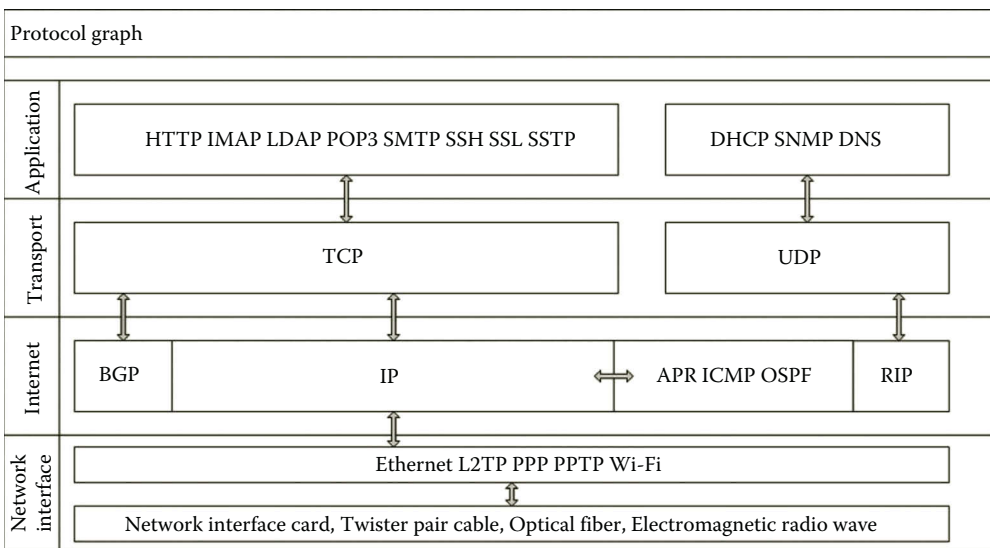 Protocol graph
Application
HTTP IMAP LDAP POP3 SMTP SSH SSL SSTP
DHCP SNMP DNS
Transport
TCP
UDP
Internet
BGP
IP
APR ICMP OSPF
RIP
Network
interface
Ethernet L2TP PPP PPTP Wi-Fi
Network interface card, Twister pair cable, Optical fiber, Electromagnetic radio wave